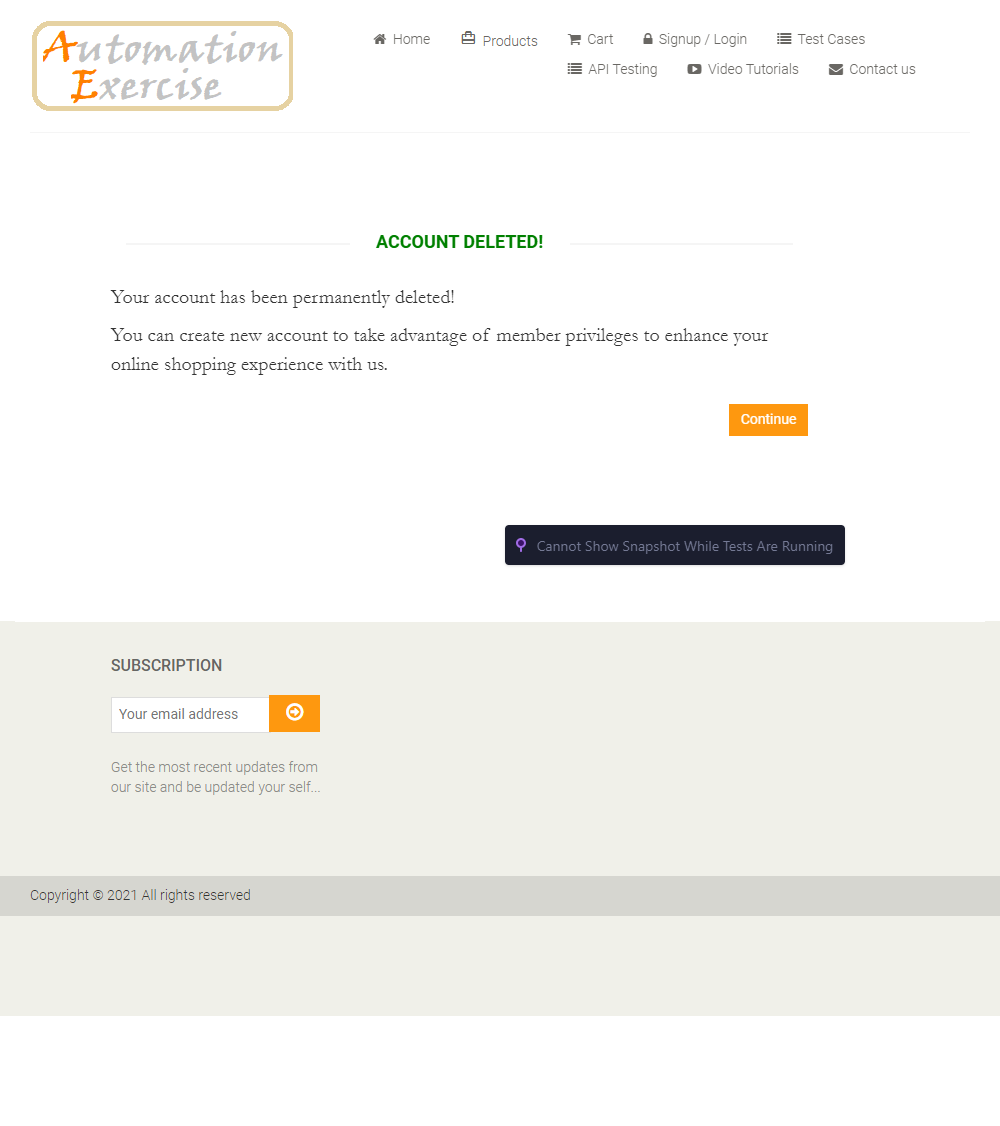 Automation
Exercise
Home Products Cart Signup / Login Test Cases
API Testing Video Tutorials Contact us
ACCOUNT DELETED!
Your account has been permanently deleted!
You can create new account to take advantage of member privileges to enhance your
online shopping experience with us.
Continue
Cannot Show Snapshot While Tests Are Running
SUBSCRIPTION
Your email address
Get the most recent updates from
our site and be updated your self...
Copyright © 2021 All rights reserved